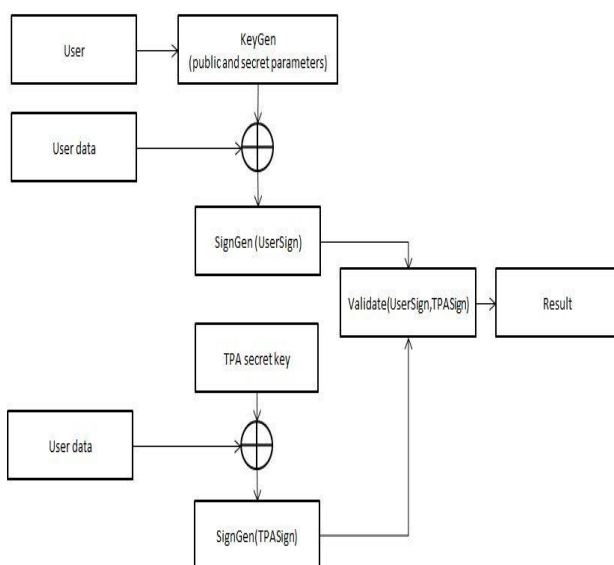 User
KeyGen
(public and secret parameters)
User data
SignGen (UserSign)
Validate(UserSign,TPASign)
Result
TPA secret key
User data
SignGen(TPASign)